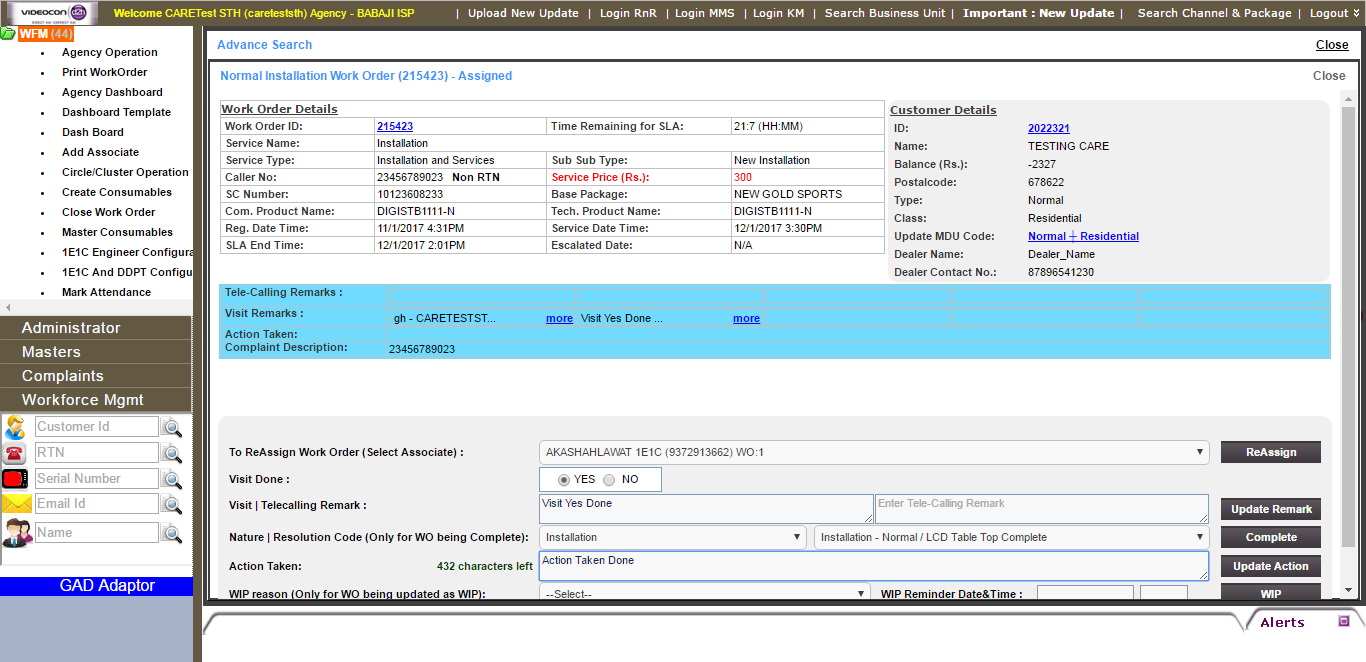 VIDEOCON d2h
DIRECT HAI CORRECT HAI
Welcome CARETest STH (careteststh) Agency - BABAJI ISP
| Upload New Update | Login RnR | Login MMS | Login KM | Search Business Unit | Important : New Update | Search Channel & Package | Logout
WFM (44)
Agency Operation
Print WorkOrder
Agency Dashboard
Dashboard Template
Dash Board
Add Associate
Circle/Cluster Operation
Create Consumables
Close Work Order
Master Consumables
1E1C Engineer Configura
1E1C And DDPT Configu
Mark Attendance
Administrator
Masters
Complaints
Workforce Mgmt
Customer Id
RTN
Serial Number
Email Id
Name
GAD Adaptor
Advance Search Close
Normal Installation Work Order (215423) - Assigned Close
Work Order Details
Work Order ID: 215423 Time Remaining for SLA: 21:7 (HH:MM)
Service Name: Installation
Service Type: Installation and Services Sub Sub Type: New Installation
Caller No: 23456789023 Non RTN Service Price (Rs.): 300
SC Number: 10123608233 Base Package: NEW GOLD SPORTS
Com. Product Name: DIGISTB1111-N Tech. Product Name: DIGISTB1111-N
Reg. Date Time: 11/1/2017 4:31PM Service Date Time: 12/1/2017 3:30PM
SLA End Time: 12/1/2017 2:01PM Escalated Date: N/A
Customer Details
ID: 2022321
Name: TESTING CARE
Balance (Rs.): -2327
Postalcode: 678622
Type: Normal
Class: Residential
Update MDU Code: Normal | Residential
Dealer Name: Dealer_Name
Dealer Contact No.: 87896541230
Tele-Calling Remarks :
Visit Remarks : gh - CARETESTST... more Visit Yes Done ... more
Action Taken:
Complaint Description: 23456789023
To ReAssign Work Order (Select Associate) : AKASHAHLAWAT 1E1C (9372913662) WO:1 ReAssign
Visit Done : YES NO
Visit | Telecalling Remark : Visit Yes Done Enter Tele-Calling Remark Update Remark
Nature | Resolution Code (Only for WO being Complete): Installation Installation - Normal / LCD Table Top Complete Complete
Action Taken: 432 characters left Action Taken Done Update Action
WIP reason (Only for WO being updated as WIP): --Select-- WIP Reminder Date&Time : WIP
Alerts